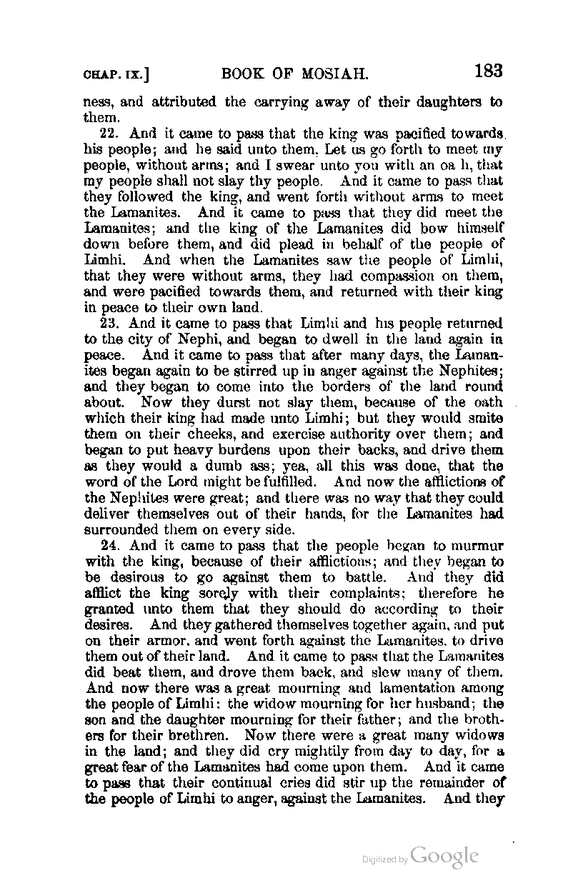 CHAP. IX.] BOOK OF MOSIAH. 183
ness, and attributed the carrying away of their daughters to
them.
22. And it came to pass that the king was pacified towards
his people; and he said unto them, Let us go forth to meet my
people, without arms; and I swear unto you with an oa h, that
my people shall not slay thy people. And it came to pass that
they followed the king, and went forth without arms to meet
the Lamanites. And it came to pass that they did meet the
Lamanites; and the king of the Lamanites did bow himself
down before them, and did plead in behalf of the people of
Limhi. And when the Lamanites saw the people of Limhi,
that they were without arms, they had compassion on them,
and were pacified towards them, and returned with their king
in peace to their own land.
23. And it came to pass that Limhi and his people returned
to the city of Nephi, and began to dwell in the land again in
peace. And it came to pass that after many days, the Laman-
ites began again to be stirred up in anger against the Nephites;
and they began to come into the borders of the land round
about. Now they durst not slay them, because of the oath
which their king had made unto Limhi; but they would smite
them on their cheeks, and exercise authority over them; and
began to put heavy burdens upon their backs, and drive them
as they would a dumb ass; yea, all this was done, that the
word of the Lord might be fulfilled. And now the afflictions of
the Nephites were great; and there was no way that they could
deliver themselves out of their hands, for the Lamanites had
surrounded them on every side.
24. And it came to pass that the people began to murmur
with the king, because of their afflictions; and they began to
be desirous to go against them to battle. And they did
afflict the king sorely with their complaints; therefore he
granted unto them that they should do according to their
desires. And they gathered themselves together again, and put
on their armor, and went forth against the Lamanites, to drive
them out of their land. And it came to pass that the Lamanites
did beat them, and drove them back, and slew many of them.
And now there was a great mourning and lamentation among
the people of Limhi: the widow mourning for her husband; the
son and the daughter mourning for their father; and the broth-
ers for their brethren. Now there were a great many widows
in the land; and they did cry mightily from day to day, for a
great fear of the Lamanites had come upon them. And it came
to pass that their continual cries did stir up the remainder of
the people of Limhi to anger, against the Lamanites. And they
Digitized by Google